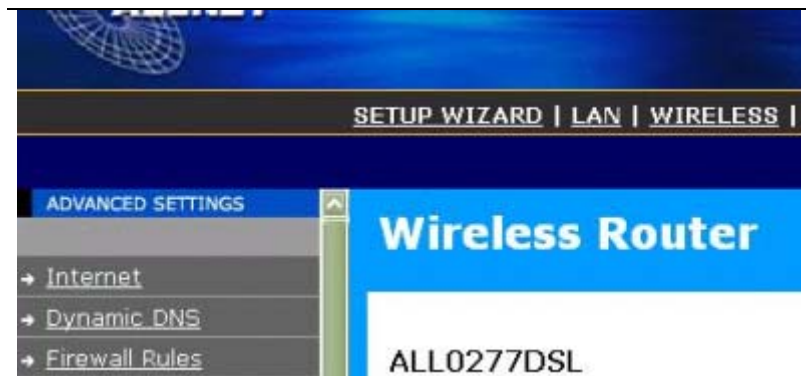 SETUP WIZARD | LAN | WIRELESS |
ADVANCED SETTINGS
Internet
Dynamic DNS
Firewall Rules
Wireless Router
ALL0277DSL